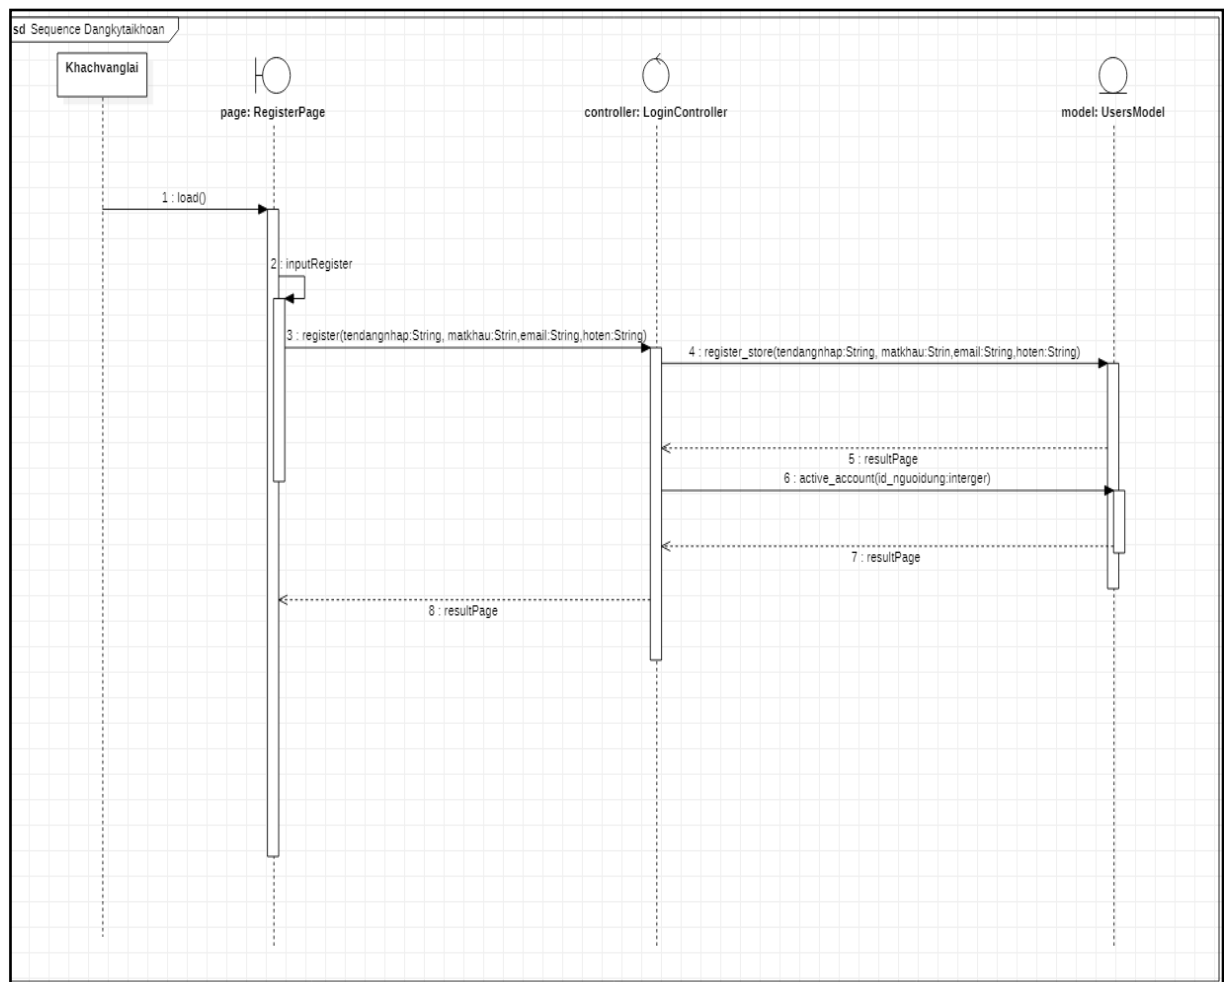 sd Sequence Dangkytaikhoan
Khachvanglai
page: RegisterPage
controller: LoginController
model: UsersModel
1 : load()
2 : inputRegister
3 : register(tendangnhap:String, matkhau:Strin,email:String,hoten:String)
4 : register_store(tendangnhap:String, matkhau:Strin,email:String,hoten:String)
5 : resultPage
6 : active_account(id_nguoidung:interger)
7 : resultPage
8 : resultPage